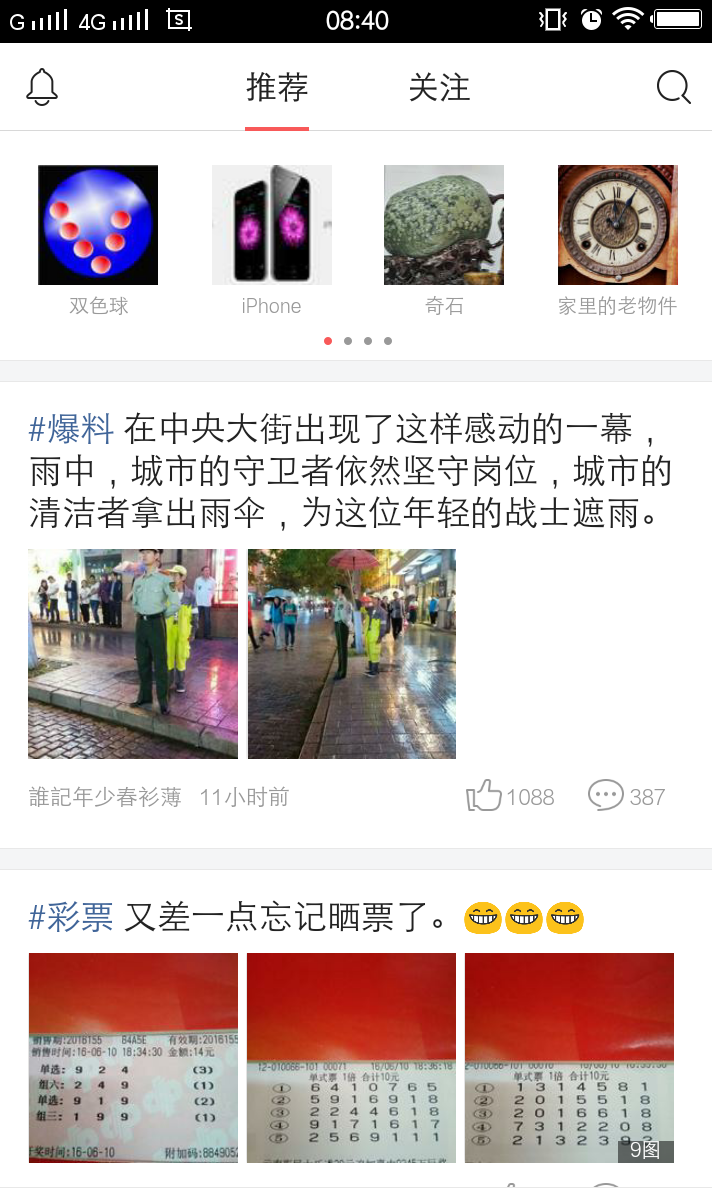 G 4G S 08:40
推荐 关注
双色球 iPhone 奇石 家里的老物件
#爆料 在中央大街出现了这样感动的一幕，
雨中，城市的守卫者依然坚守岗位，城市的
清洁者拿出雨伞，为这位年轻的战士遮雨。
誰記年少春衫薄 11小时前 1088 387
#彩票 又差一点忘记晒票了。😁😁😁
销售期:2016155 84A5E 有效期:2016155
销售时间:16-06-10 18:34:30 金额:14元
单选: 9 2 4 (3)
组六: 2 4 9 (1)
单选: 9 1 9 (2)
组三: 1 9 9 (1)
开奖时间:16-06-10 附加码:8849052
12-010066-101 00071 16/06/10 18:36:18
单式票 1倍 合计10元
① 6 4 1 0 7 6 5
② 5 9 1 6 9 1 8
③ 2 2 4 4 6 1 8
④ 9 1 7 1 6 1 7
⑤ 2 5 6 9 1 1 1
单式票 1倍 合计10元
① 1 3 1 4 5 8 1
② 2 0 1 5 5 1 8
③ 2 0 1 6 6 1 8
④ 7 3 1 2 2 0 8
⑤ 2 1 3 2 3 9
9图